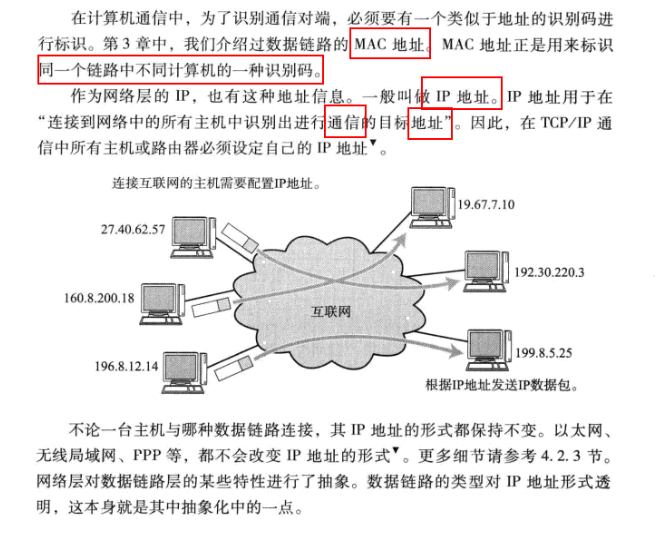 在计算机通信中，为了识别通信对端，必须要有一个类似于地址的识别码进
行标识。第 3 章中，我们介绍过数据链路的 MAC 地址。MAC 地址正是用来标识
同一个链路中不同计算机的一种识别码。
作为网络层的 IP，也有这种地址信息。一般叫做 IP 地址。IP 地址用于在
“连接到网络中的所有主机中识别出进行通信的目标地址”。因此，在 TCP/IP 通
信中所有主机或路由器必须设定自己的 IP 地址▼。
连接互联网的主机需要配置IP地址。
19.67.7.10
27.40.62.57
192.30.220.3
160.8.200.18
互联网
199.8.5.25
196.8.12.14
根据IP地址发送IP数据包。
不论一台主机与哪种数据链路连接，其 IP 地址的形式都保持不变。以太网、
无线局域网、PPP 等，都不会改变 IP 地址的形式▼。更多细节请参考 4.2.3 节。
网络层对数据链路层的某些特性进行了抽象。数据链路的类型对 IP 地址形式透
明，这本身就是其中抽象化中的一点。